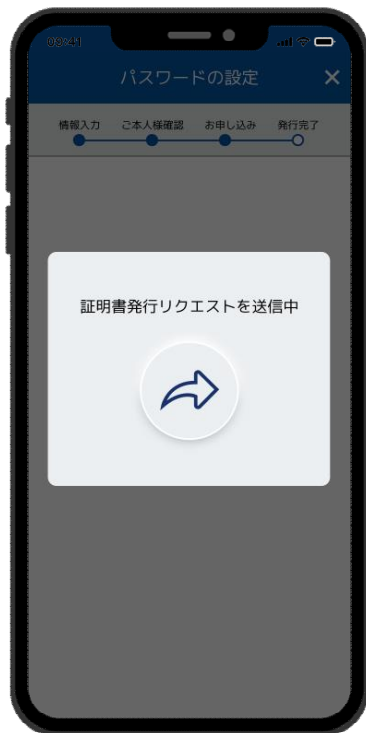 09:41
パスワードの設定
情報入力 ご本人様確認 お申し込み 発行完了
証明書発行リクエストを送信中